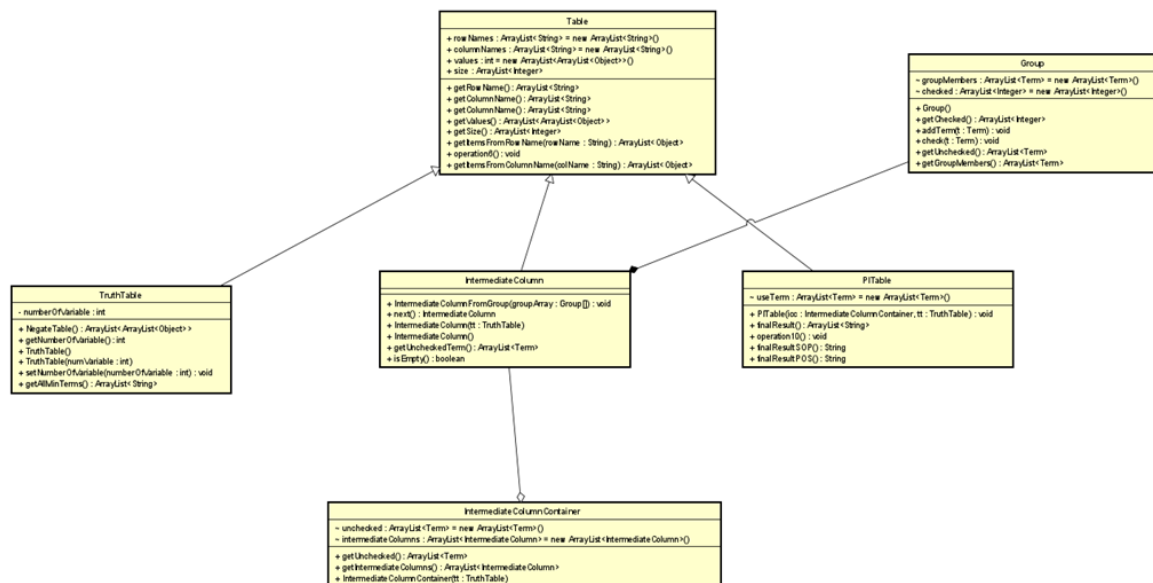 Table
+ rowNames : ArrayList<String> = new ArrayList<String>()
+ columnNames : ArrayList<String> = new ArrayList<String>()
+ values : int = new ArrayList<ArrayList<Object>>()
+ size : ArrayList<Integer>
+ getRowName() : ArrayList<String>
+ getColumnName() : ArrayList<String>
+ getColumnName() : ArrayList<String>
+ getValues() : ArrayList<ArrayList<Object>>
+ getSize() : ArrayList<Integer>
+ getItemsFromRowName(rowName : String) : ArrayList<Object>
+ operation6() : void
+ getItemsFromColumnName(colName : String) : ArrayList<Object>
Group
~ groupMembers : ArrayList<Term> = new ArrayList<Term>()
~ checked : ArrayList<Integer> = new ArrayList<Integer>()
+ Group()
+ getChecked() : ArrayList<Integer>
+ addTerm(t : Term) : void
+ check(t : Term) : void
+ getUnchecked() : ArrayList<Term>
+ getGroupMembers() : ArrayList<Term>
TruthTable
- numberOfVariable : int
+ NegateTable() : ArrayList<ArrayList<Object>>
+ getNumberOfVariable() : int
+ TruthTable()
+ TruthTable(numVariable : int)
+ setNumberOfVariable(numberOfVariable : int) : void
+ getAllMinTerms() : ArrayList<String>
IntermediateColumn
+ IntermediateColumnFromGroup(groupArray : Group[]) : void
+ next() : IntermediateColumn
+ IntermediateColumn(tt : TruthTable)
+ IntermediateColumn()
+ getUncheckedTerm() : ArrayList<Term>
+ isEmpty() : boolean
PITable
~ useTerm : ArrayList<Term> = new ArrayList<Term>()
+ PITable(icc : IntermediateColumnContainer, tt : TruthTable) : void
+ finalResult() : ArrayList<String>
+ operation10() : void
+ finalResultSOP() : String
+ finalResultPOS() : String
IntermediateColumnContainer
~ unchecked : ArrayList<Term> = new ArrayList<Term>()
~ intermediateColumns : ArrayList<IntermediateColumn> = new ArrayList<IntermediateColumn>()
+ getUnchecked() : ArrayList<Term>
+ getIntermediateColumns() : ArrayList<IntermediateColumn>
+ IntermediateColumnContainer(tt : TruthTable)